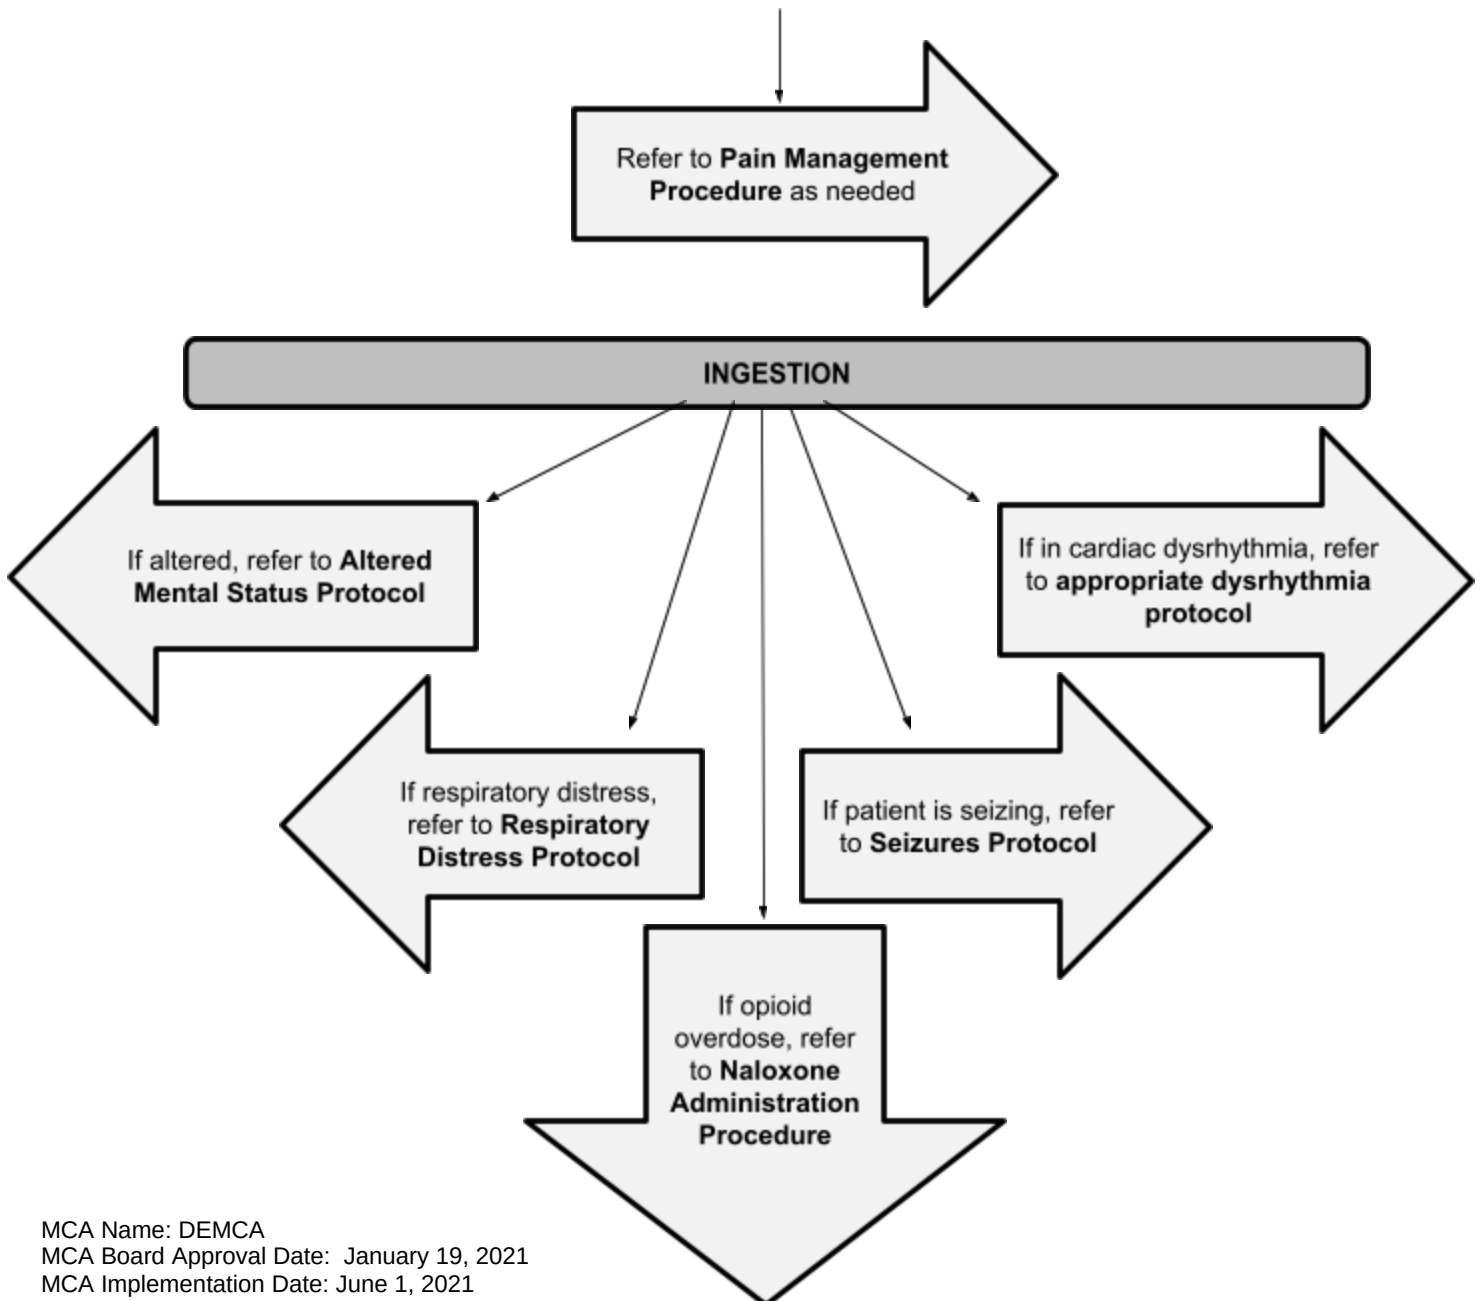 Refer to Pain Management
Procedure as needed
INGESTION
If altered, refer to Altered
Mental Status Protocol
If in cardiac dysrhythmia, refer
to appropriate dysrhythmia
protocol
If respiratory distress,
refer to Respiratory
Distress Protocol
If patient is seizing, refer
to Seizures Protocol
If opioid
overdose, refer
to Naloxone
Administration
Procedure
MCA Name: DEMCA
MCA Board Approval Date:  January 19, 2021
MCA Implementation Date: June 1, 2021